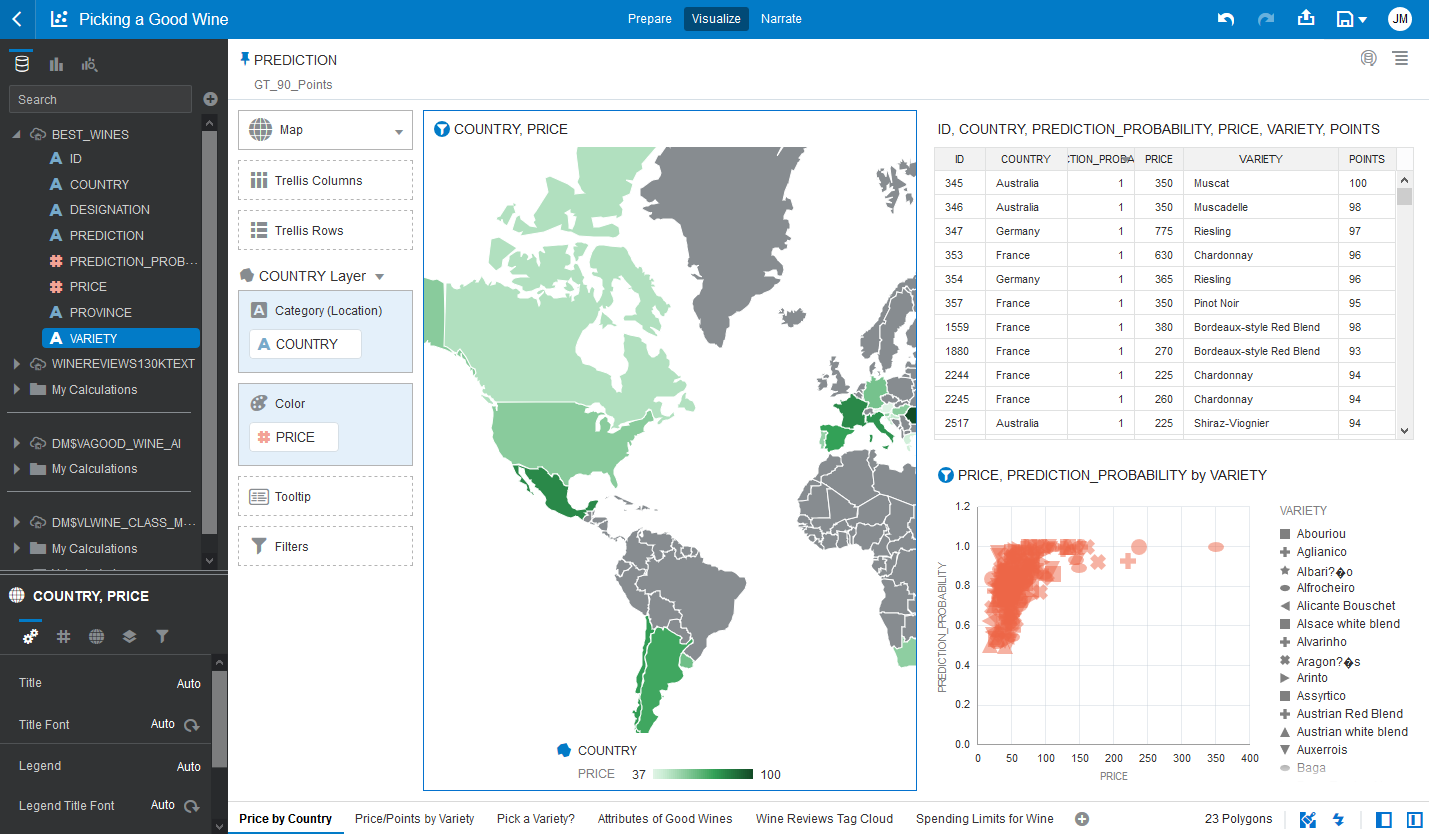 Picking a Good Wine
Prepare
Visualize
Narrate
JM
Search
BEST_WINES
ID
COUNTRY
DESIGNATION
PREDICTION
PREDICTION_PROB...
PRICE
PROVINCE
VARIETY
WINEREVIEWS130KTEXT
My Calculations
DM$VAGOOD_WINE_AI
My Calculations
DM$VLWINE_CLASS_M...
My Calculations
COUNTRY, PRICE
Title Auto
Title Font Auto
Legend Auto
Legend Title Font Auto
PREDICTION
GT_90_Points
Map
Trellis Columns
Trellis Rows
COUNTRY Layer
Category (Location)
COUNTRY
Color
PRICE
Tooltip
Filters
COUNTRY, PRICE
COUNTRY
PRICE 37 100
ID, COUNTRY, PREDICTION_PROBABILITY, PRICE, VARIETY, POINTS
ID COUNTRY CTION_PROBA PRICE VARIETY POINTS
345 Australia 1 350 Muscat 100
346 Australia 1 350 Muscadelle 98
347 Germany 1 775 Riesling 97
353 France 1 630 Chardonnay 96
354 Germany 1 365 Riesling 96
357 France 1 350 Pinot Noir 95
1559 France 1 380 Bordeaux-style Red Blend 98
1880 France 1 270 Bordeaux-style Red Blend 93
2244 France 1 225 Chardonnay 94
2245 France 1 260 Chardonnay 94
2517 Australia 1 225 Shiraz-Viognier 94
PRICE, PREDICTION_PROBABILITY by VARIETY
PREDICTION_PROBABILITY
1.2
1.0
0.8
0.6
0.4
0.2
0.0
0 50 100 150 200 250 300 350 400
PRICE
VARIETY
Abouriou
Aglianico
Albari?�o
Alfrocheiro
Alicante Bouschet
Alsace white blend
Alvarinho
Aragon?�s
Arinto
Assyrtico
Austrian Red Blend
Austrian white blend
Auxerrois
Baga
Price by Country
Price/Points by Variety
Pick a Variety?
Attributes of Good Wines
Wine Reviews Tag Cloud
Spending Limits for Wine
23 Polygons